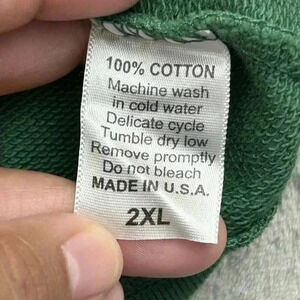 100% COTTON
Machine wash
in cold water
Delicate cycle
Tumble dry low
Remove promptly
Do not bleach
MADE IN U.S.A.
2XL